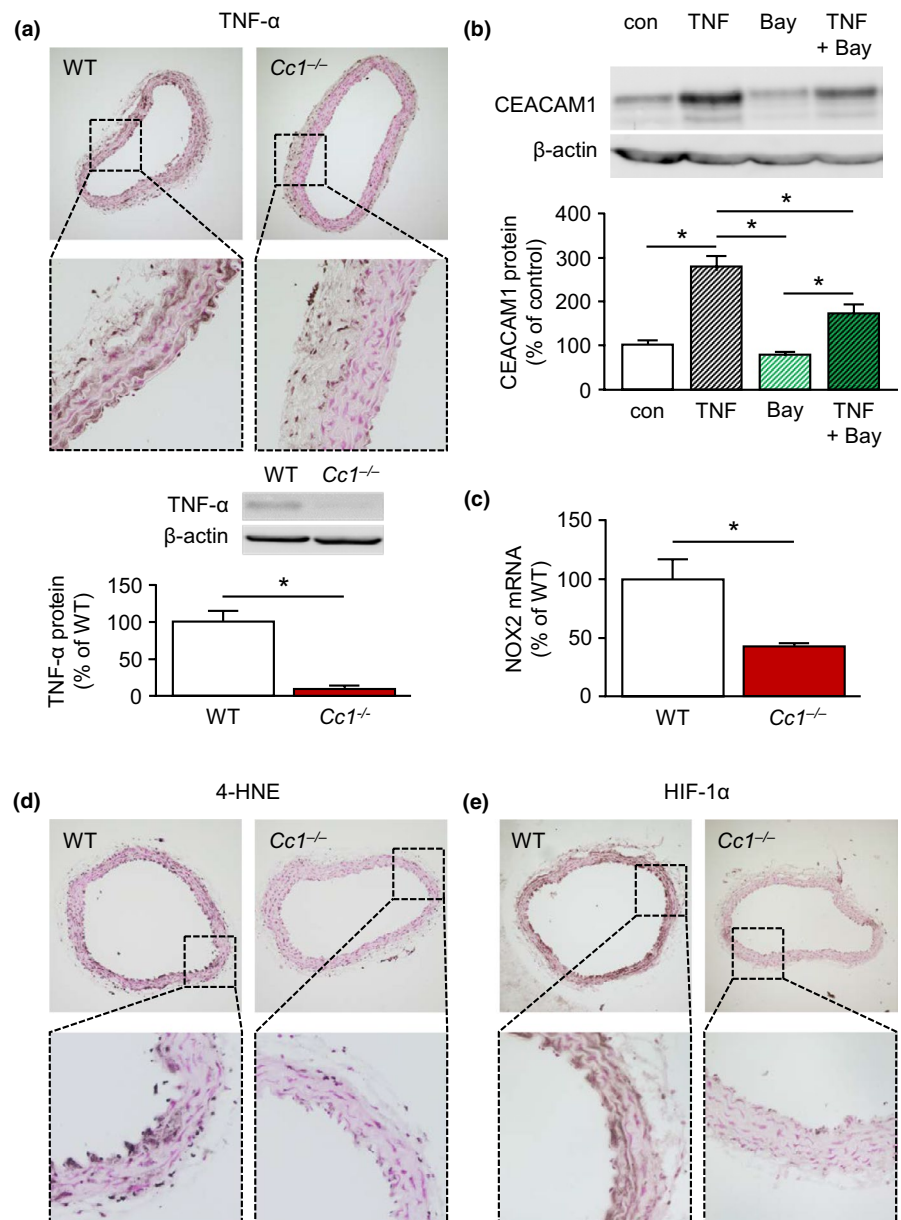 (a)
TNF-α
WT
Cc1–/–
WT Cc1–/–
TNF-α
β-actin
TNF-α protein
(% of WT)
150
100
50
0
WT Cc1-/-
(b)
con TNF Bay TNF
+ Bay
CEACAM1
β-actin
CEACAM1 protein
(% of control)
400
300
200
100
0
* * * *
con TNF Bay TNF
+ Bay
(c)
NOX2 mRNA
(% of WT)
150
100
50
0
*
WT Cc1–/–
(d)
4-HNE
WT
Cc1–/–
(e)
HIF-1α
WT
Cc1–/–